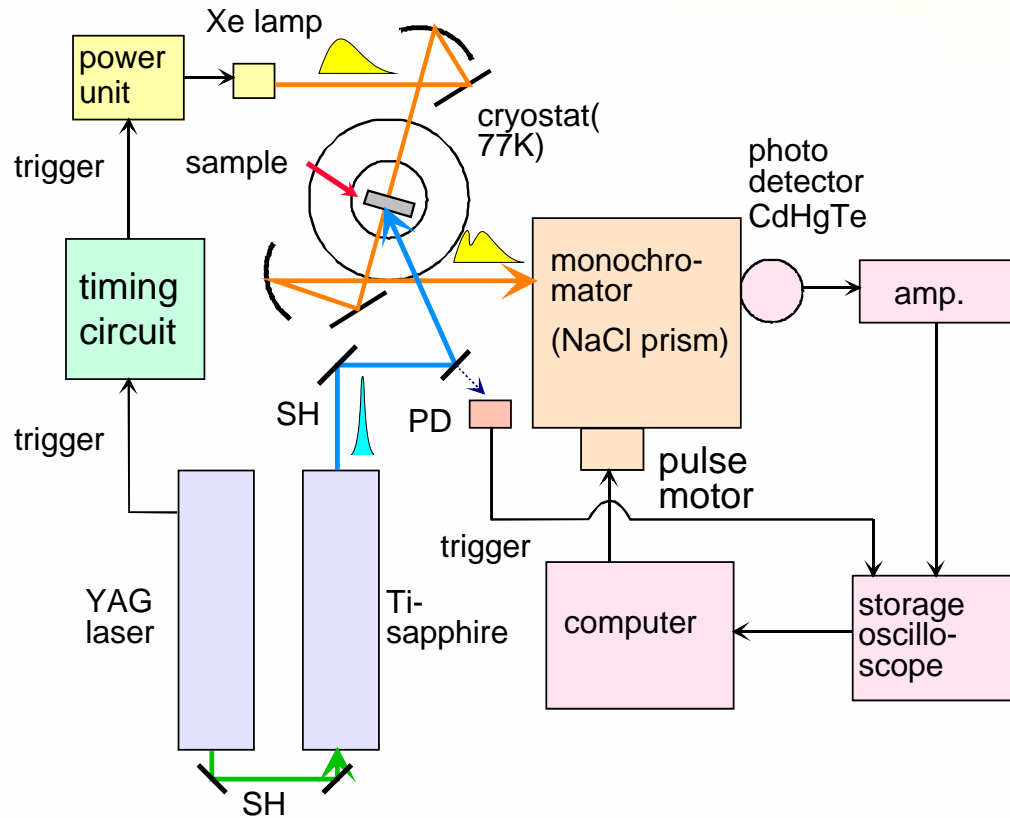 Xe lamp
power
unit
cryostat(
77K)
trigger
sample
photo
detector
CdHgTe
timing
circuit
monochro-
mator
(NaCl prism)
amp.
SH
PD
trigger
pulse
motor
trigger
YAG
laser
Ti-
sapphire
computer
storage
oscillo-
scope
SH